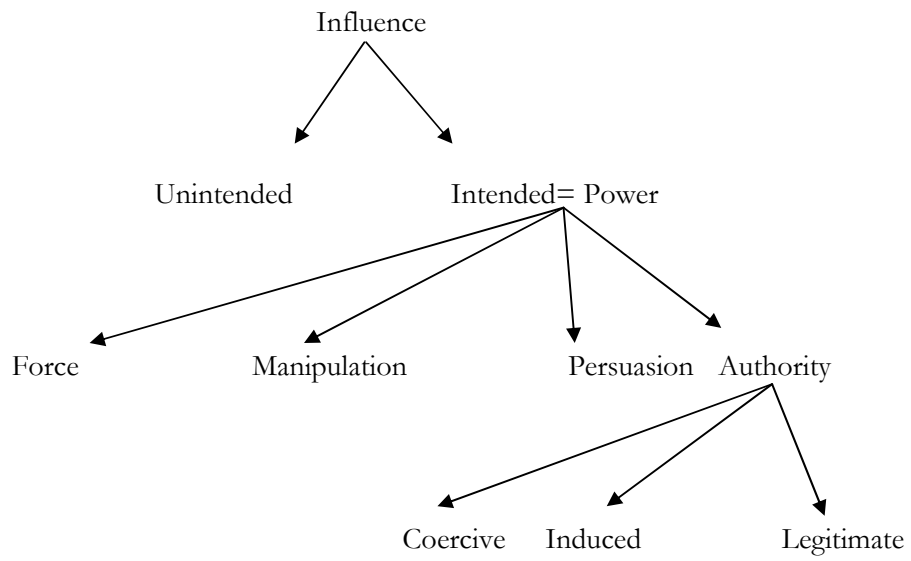 Influence
Unintended Intended= Power
Force Manipulation Persuasion Authority
Coercive Induced Legitimate